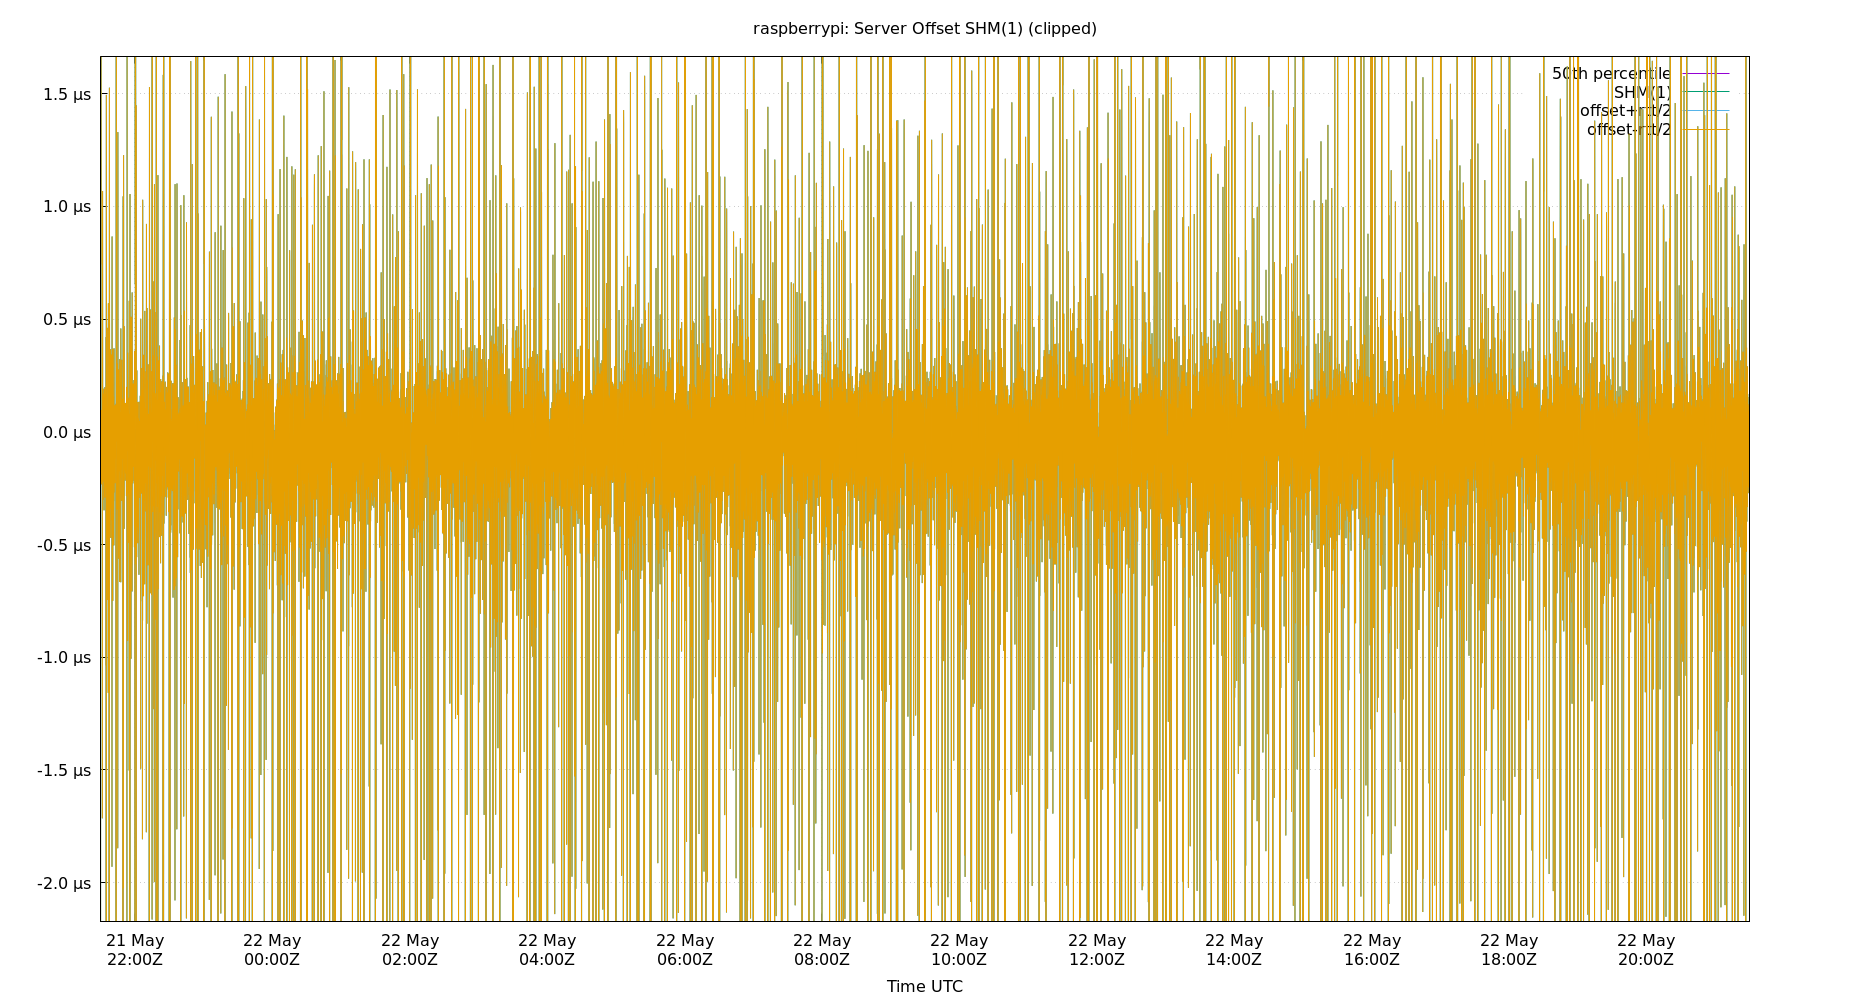 raspberrypi: Server Offset SHM(1) (clipped)
50th percentile
SHM(1)
offset+rtt/2
offset-rtt/2
1.5 µs
1.0 µs
0.5 µs
0.0 µs
-0.5 µs
-1.0 µs
-1.5 µs
-2.0 µs
21 May 22 May 22 May 22 May 22 May 22 May 22 May 22 May 22 May 22 May 22 May 22 May
22:00Z 00:00Z 02:00Z 04:00Z 06:00Z 08:00Z 10:00Z 12:00Z 14:00Z 16:00Z 18:00Z 20:00Z
Time UTC